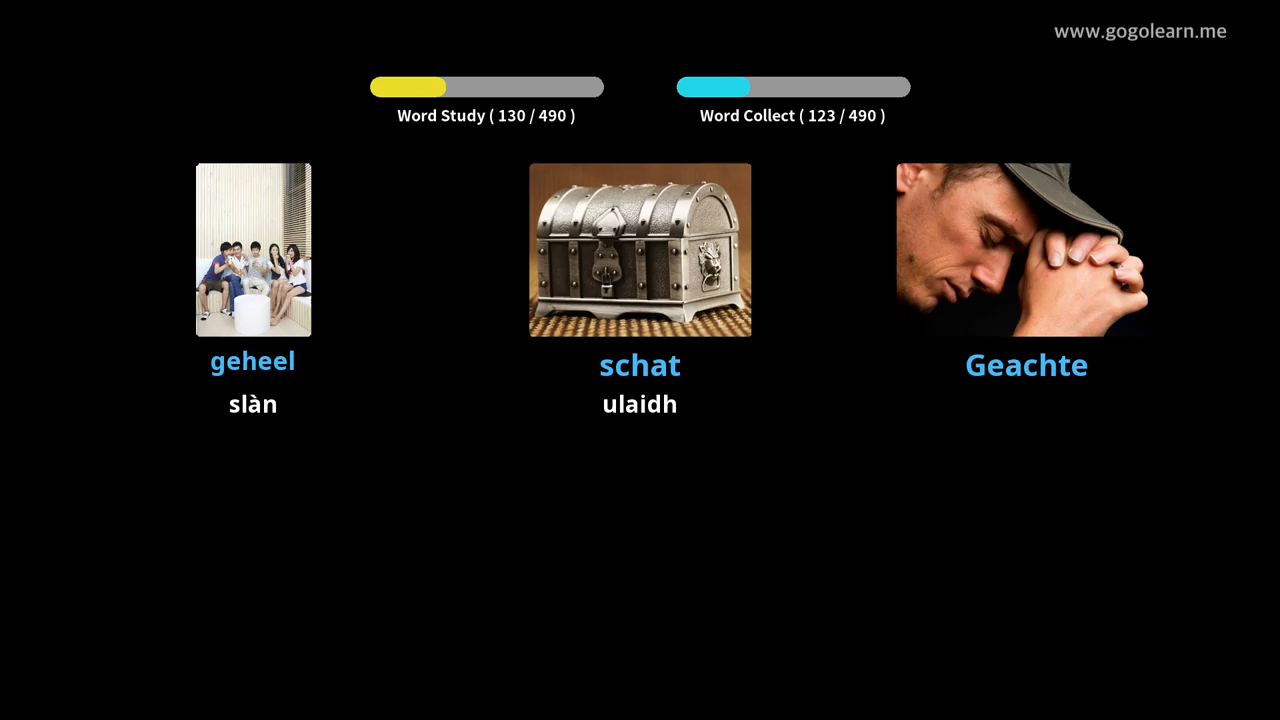 www.gogolearn.me
Word Study ( 130 / 490 )
Word Collect ( 123 / 490 )
geheel
schat
Geachte
slàn
ulaidh